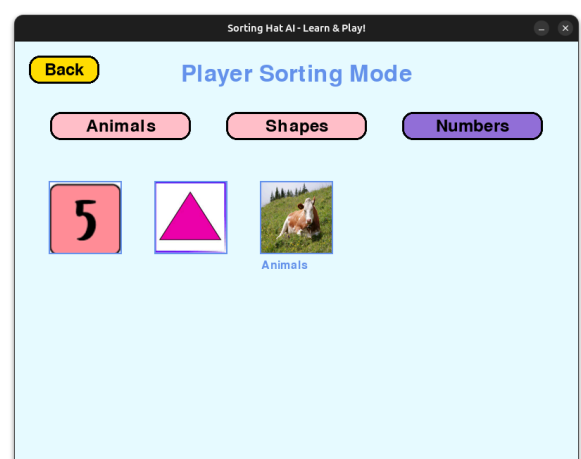 Sorting Hat AI - Learn & Play!
Back
Player Sorting Mode
Animals
Shapes
Numbers
5
Animals